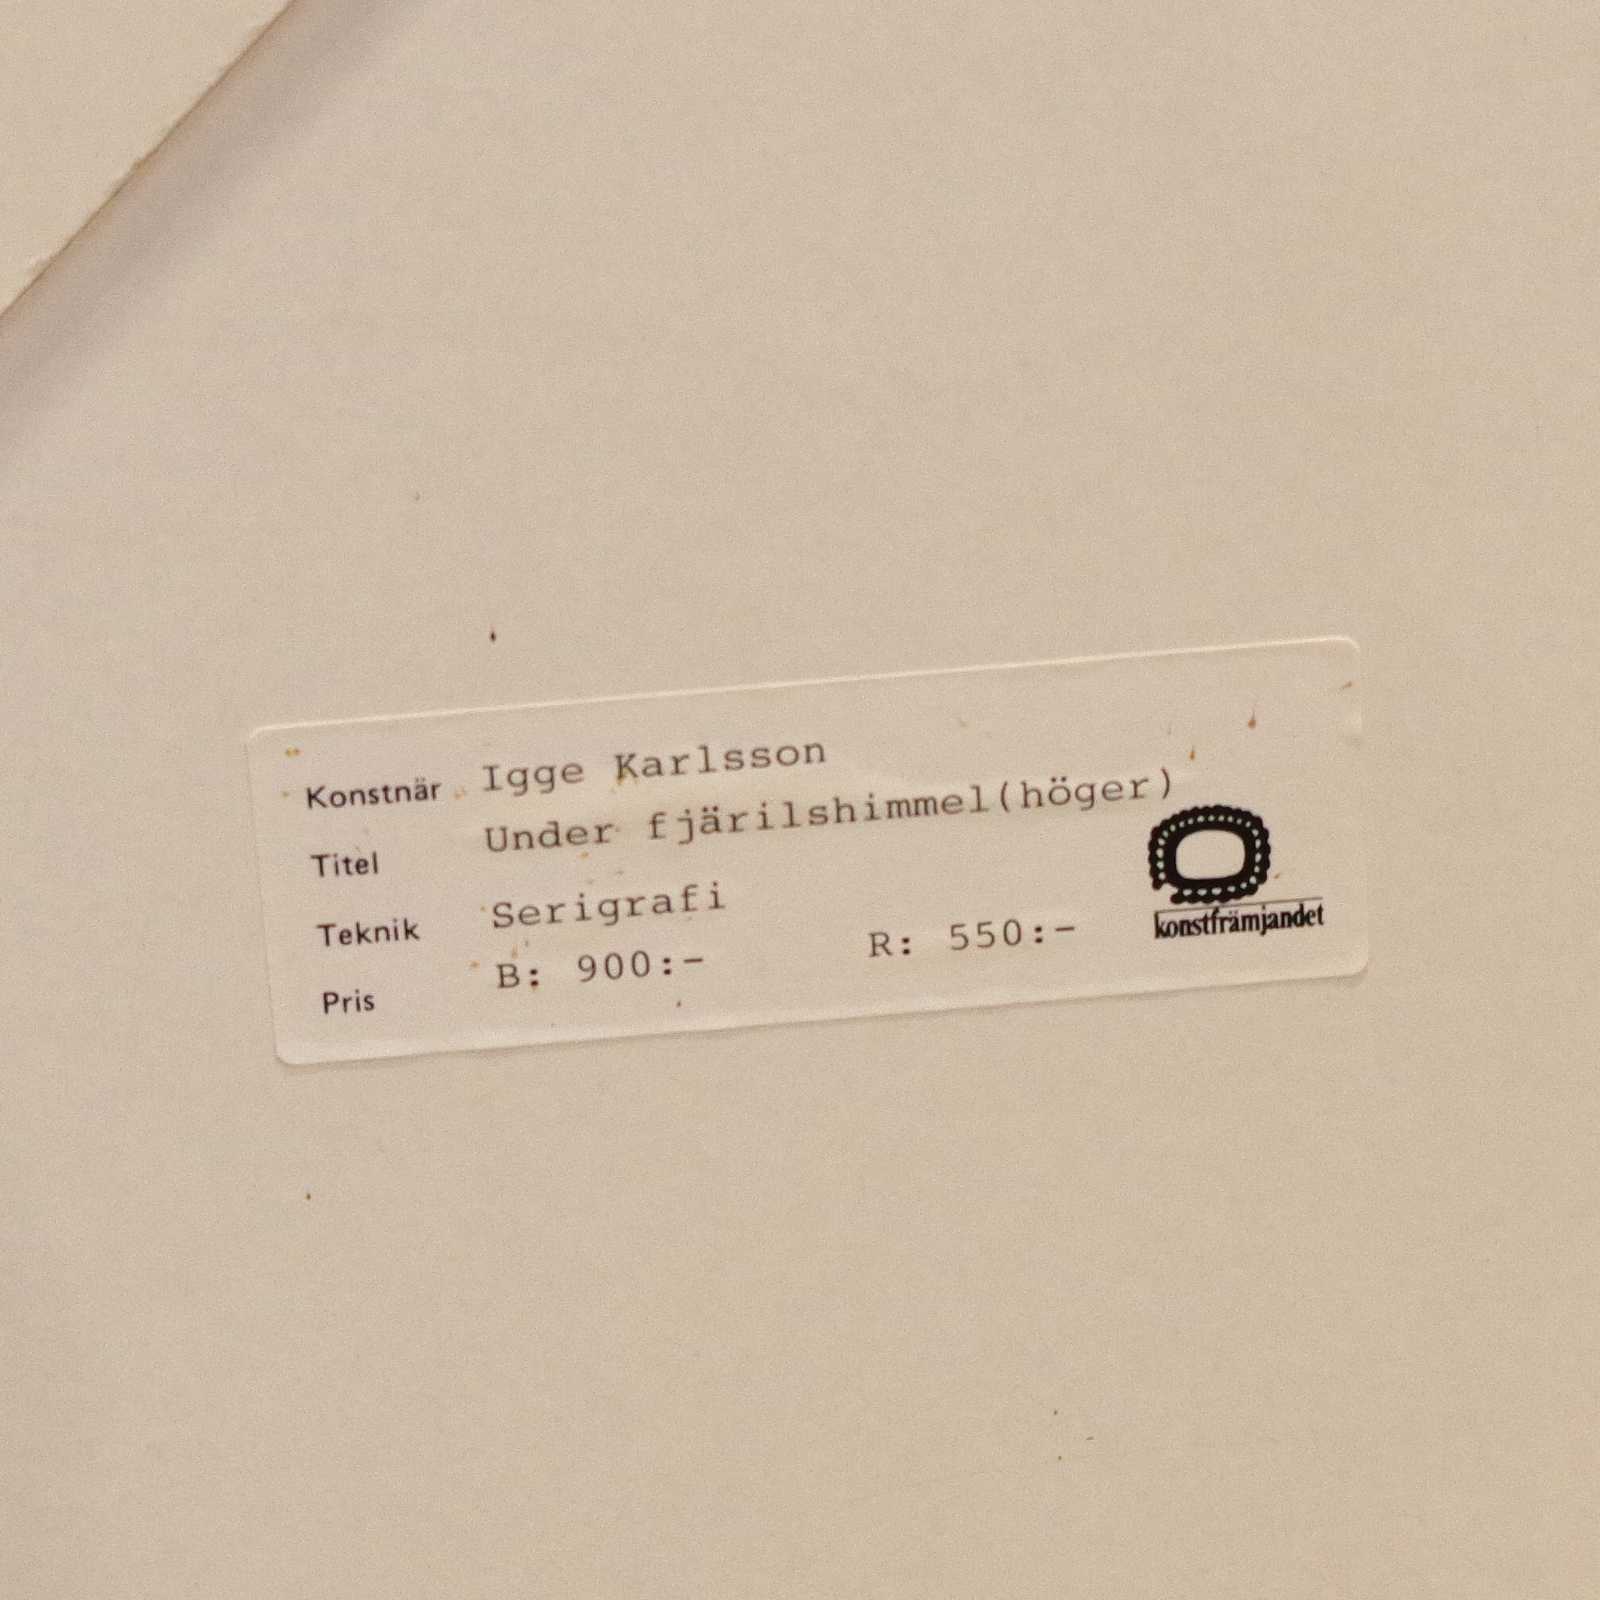 Konstnär Igge Karlsson
Titel Under fjärilshimmel(höger)
Teknik Serigrafi
Pris B: 900:- R: 550:-
konstfrämjandet